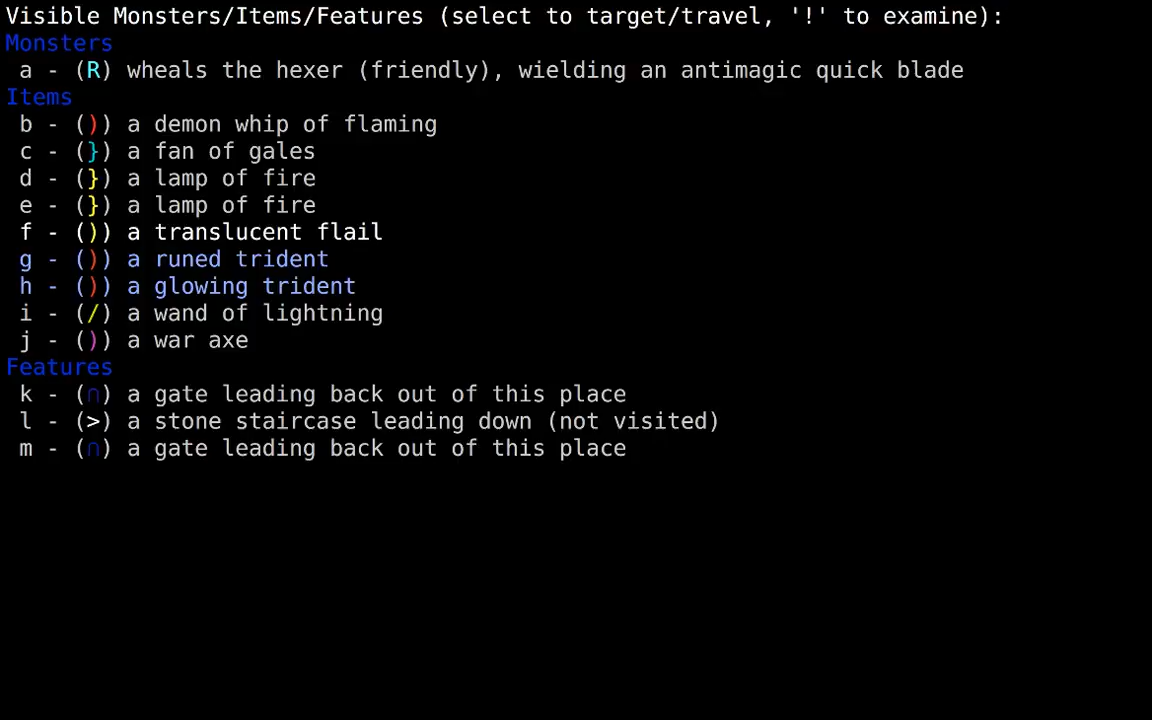 Visible Monsters/Items/Features (select to target/travel, '!' to examine):
Monsters
a - (R) wheals the hexer (friendly), wielding an antimagic quick blade
Items
b - ()) a demon whip of flaming
c - (}) a fan of gales
d - (}) a lamp of fire
e - (}) a lamp of fire
f - ()) a translucent flail
g - ()) a runed trident
h - ()) a glowing trident
i - (/) a wand of lightning
j - ()) a war axe
Features
k - (∩) a gate leading back out of this place
l - (>) a stone staircase leading down (not visited)
m - (∩) a gate leading back out of this place